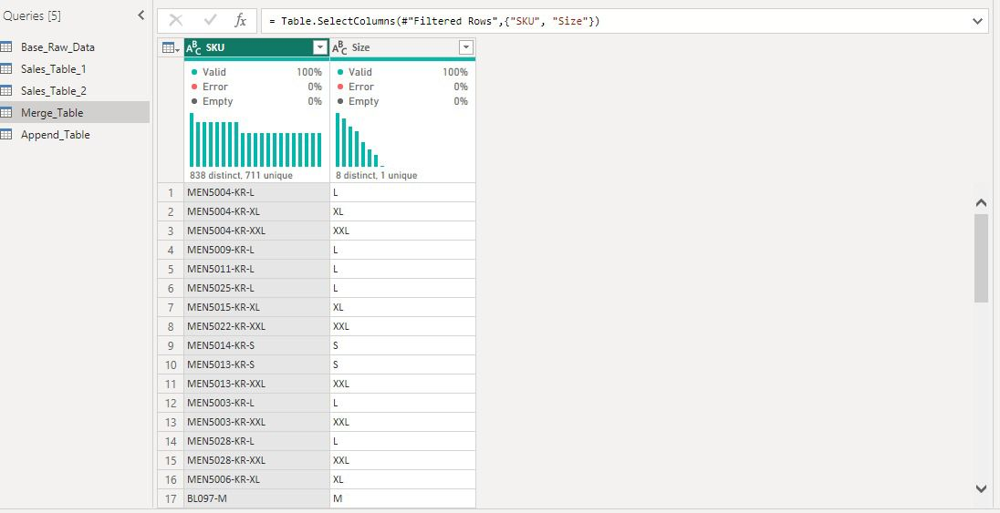 Queries [5]
fx = Table.SelectColumns(#"Filtered Rows",{"SKU", "Size"})
Base_Raw_Data
Sales_Table_1
Sales_Table_2
Merge_Table
Append_Table
ABC SKU ABC Size
Valid 100% Valid 100%
Error 0% Error 0%
Empty 0% Empty 0%
838 distinct, 711 unique 8 distinct, 1 unique
1 MEN5004-KR-L L
2 MEN5004-KR-XL XL
3 MEN5004-KR-XXL XXL
4 MEN5009-KR-L L
5 MEN5011-KR-L L
6 MEN5025-KR-L L
7 MEN5015-KR-XL XL
8 MEN5022-KR-XXL XXL
9 MEN5014-KR-S S
10 MEN5013-KR-S S
11 MEN5013-KR-XXL XXL
12 MEN5003-KR-L L
13 MEN5003-KR-XXL XXL
14 MEN5028-KR-L L
15 MEN5028-KR-XXL XXL
16 MEN5006-KR-XL XL
17 BL097-M M